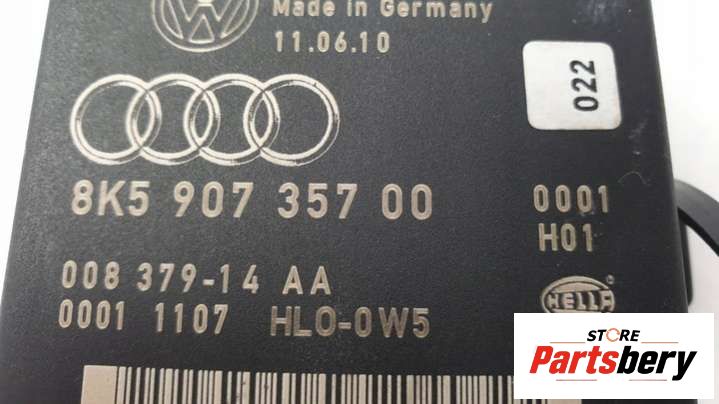 Made in Germany
11.06.10
022
8K5 907 357 00
0001
H01
008 379-14 AA
0001 1107 HLO-0W5
HELLA
STORE
Partsbery